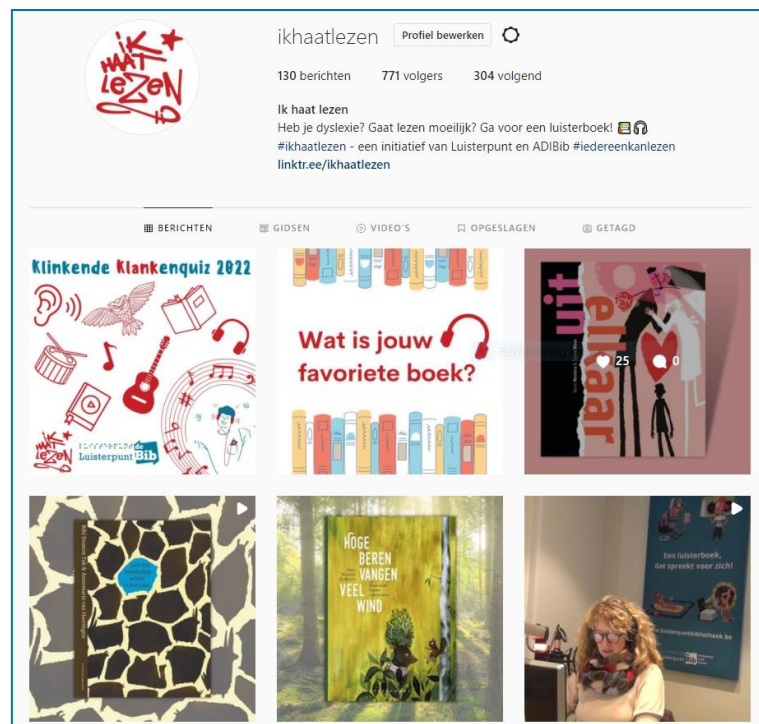 iK HAAT LeZeN
ikhaatlezen Profiel bewerken
130 berichten 771 volgers 304 volgend
Ik haat lezen
Heb je dyslexie? Gaat lezen moeilijk? Ga voor een luisterboek! 📚🎧
#ikhaatlezen - een initiatief van Luisterpunt en ADIBib #iedereenkanlezen
linktr.ee/ikhaatlezen
BERICHTEN GIDSEN VIDEO'S OPGESLAGEN GETAGD
Klinkende Klankenquiz 2022
iK HAAT LeZeN
Luisterpunt de Bib
Wat is jouw
favoriete boek?
uit
elkaar
25 0
HOGE
BEREN
VANGEN
VEEL
WIND
Een luisterboek,
dat spreekt voor zich!
luisterpuntbibliotheek.be